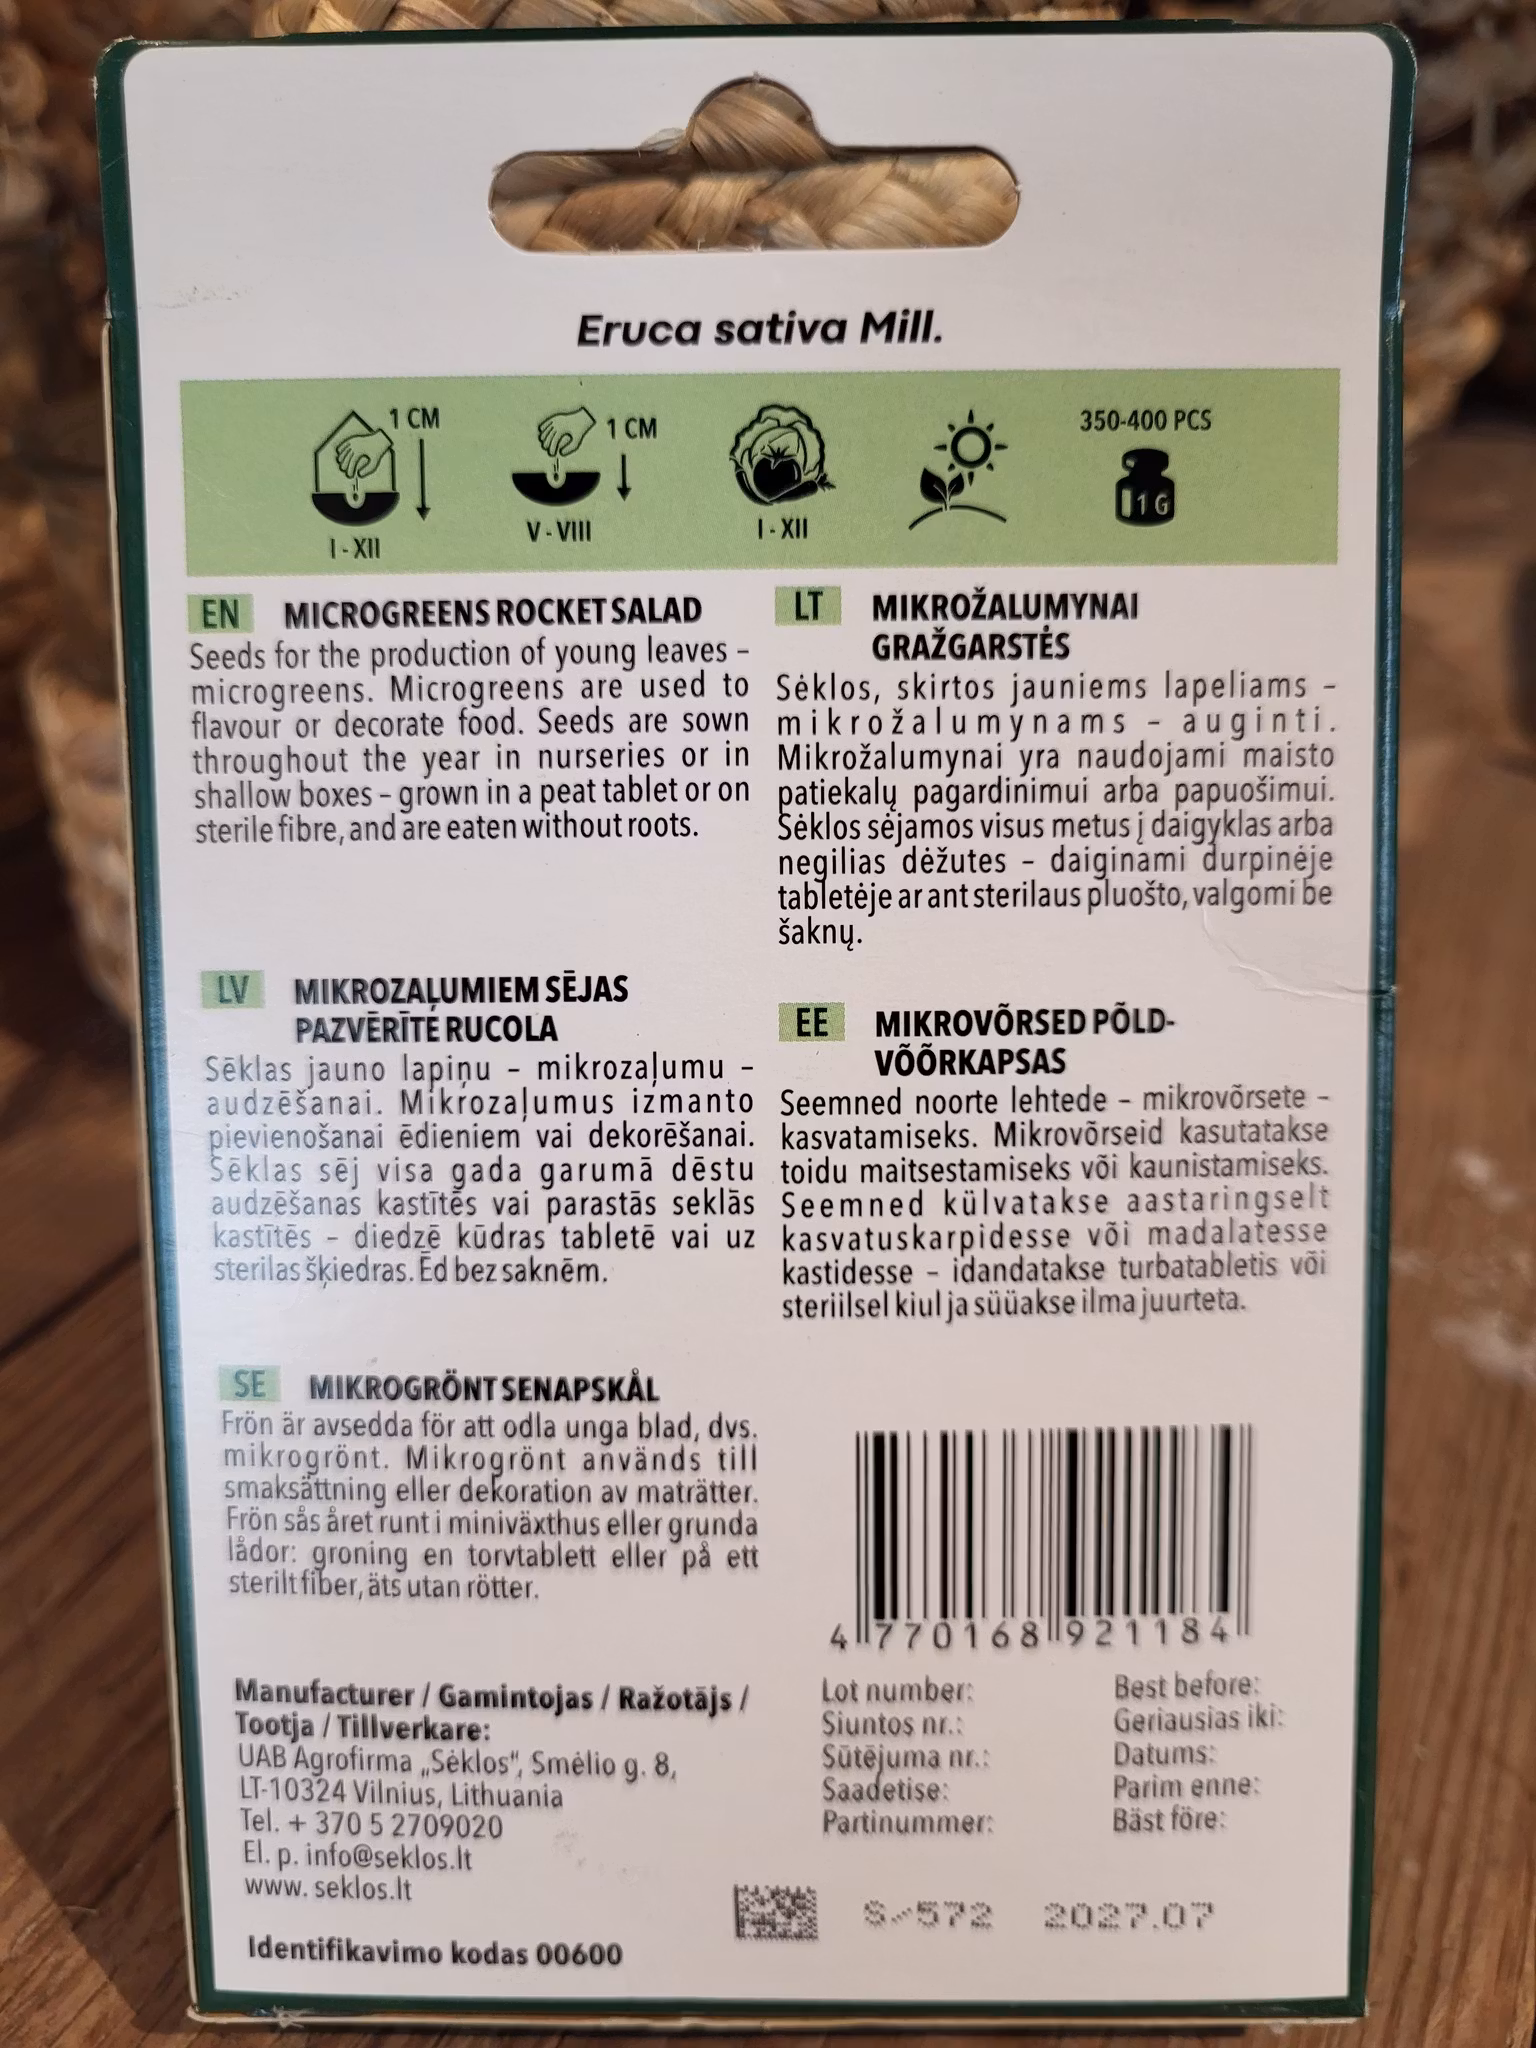 Eruca sativa Mill.
1 CM
I - XII
1 CM
V - VIII
I - XII
350-400 PCS
1 G
EN MICROGREENS ROCKET SALAD
Seeds for the production of young leaves –
microgreens. Microgreens are used to
flavour or decorate food. Seeds are sown
throughout the year in nurseries or in
shallow boxes – grown in a peat tablet or on
sterile fibre, and are eaten without roots.
LT MIKROŽALUMYNAI
GRAŽGARSTĖS
Sėklos, skirtos jauniems lapeliams –
mikrožalumynams – auginti.
Mikrožalumynai yra naudojami maisto
patiekalų pagardinimui arba papuošimui.
Sėklos sėjamos visus metus į daigyklas arba
negilias dėžutes – daiginami durpinėje
tabletėje ar ant sterilaus pluošto, valgomi be
šaknų.
LV MIKROZAĻUMIEM SĒJAS
PAZVĒRĪTE RUCOLA
Sēklas jauno lapiņu – mikrozaļumu –
audzēšanai. Mikrozaļumus izmanto
pievienošanai ēdieniem vai dekorēšanai.
Sēklas sēj visa gada garumā dēstu
audzēšanas kastītēs vai parastās seklās
kastītēs – diedzē kūdras tabletē vai uz
sterilas šķiedras. Ēd bez saknēm.
EE MIKROVÕRSED PÕLD-
VÕÕRKAPSAS
Seemned noorte lehtede – mikrovõrsete –
kasvatamiseks. Mikrovõrseid kasutatakse
toidu maitsestamiseks või kaunistamiseks.
Seemned külvatakse aastaringselt
kasvatuskarpidesse või madalatesse
kastidesse – idandatakse turbatabletis või
steriilsel kiul ja süüakse ilma juurteta.
SE MIKROGRÖNT SENAPSKÅL
Frön är avsedda för att odla unga blad, dvs.
mikrogrönt. Mikrogrönt används till
smaksättning eller dekoration av maträtter.
Frön sås året runt i miniväxthus eller grunda
lådor: groning en torvtablett eller på ett
sterilt fiber, äts utan rötter.
4 770168 921184
Manufacturer / Gamintojas / Ražotājs /
Tootja / Tillverkare:
UAB Agrofirma „Sėklos“, Smėlio g. 8,
LT-10324 Vilnius, Lithuania
Tel. + 370 5 2709020
El. p. info@seklos.lt
www. seklos.lt
Identifikavimo kodas 00600
Lot number:
Siuntos nr.:
Sūtējuma nr.:
Saadetise:
Partinummer:
Best before:
Geriausias iki:
Datums:
Parim enne:
Bäst före:
S-572 2027.07